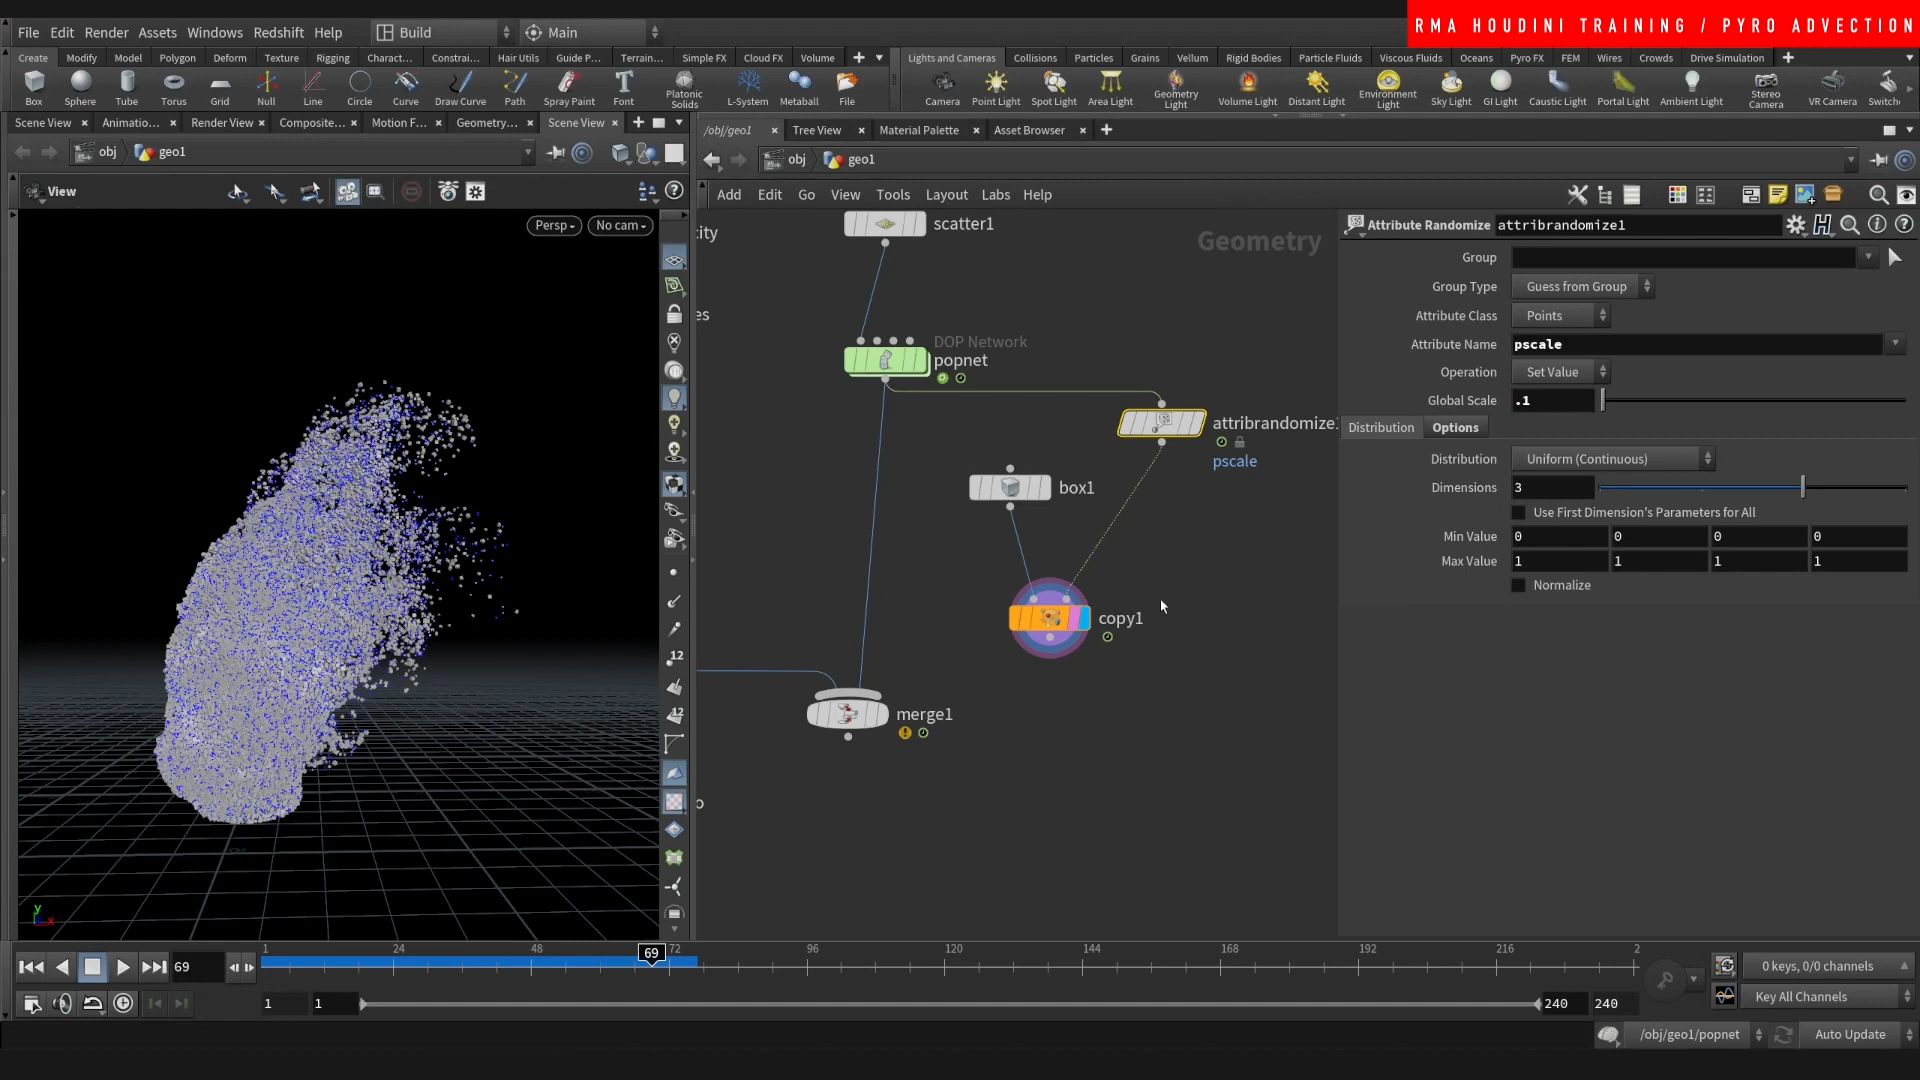 RMA HOUDINI TRAINING / PYRO ADVECTION
File Edit Render Assets Windows Redshift Help Build Main
Create Modify Model Polygon Deform Texture Rigging Charact... Constrai... Hair Utils Guide P... Terrain... Simple FX Cloud FX Volume
Lights and Cameras Collisions Particles Grains Vellum Rigid Bodies Particle Fluids Viscous Fluids Oceans Pyro FX FEM Wires Crowds Drive Simulation
Box Sphere Tube Torus Grid Null Line Circle Curve Draw Curve Path Spray Paint Font Platonic Solids L-System Metaball File
Camera Point Light Spot Light Area Light Geometry Light Volume Light Distant Light Environment Light Sky Light GI Light Caustic Light Portal Light Ambient Light Stereo Camera VR Camera Switch
Scene View Animatio... Render View Composite... Motion F... Geometry... Scene View
/obj/geo1 Tree View Material Palette Asset Browser
obj geo1
obj geo1
View
Add Edit Go View Tools Layout Labs Help
Persp No cam
city
scatter1
Geometry
es
DOP Network
popnet
attribrandomize1
pscale
box1
copy1
merge1
o
12
12
y
x
Attribute Randomize attribrandomize1
Group
Group Type Guess from Group
Attribute Class Points
Attribute Name pscale
Operation Set Value
Global Scale .1
Distribution Options
Distribution Uniform (Continuous)
Dimensions 3
Use First Dimension's Parameters for All
Min Value 0 0 0 0
Max Value 1 1 1 1
Normalize
1 24 48 72 96 120 144 168 192 216 2
69
69
0 keys, 0/0 channels
1 1 240 240
Key All Channels
/obj/geo1/popnet Auto Update